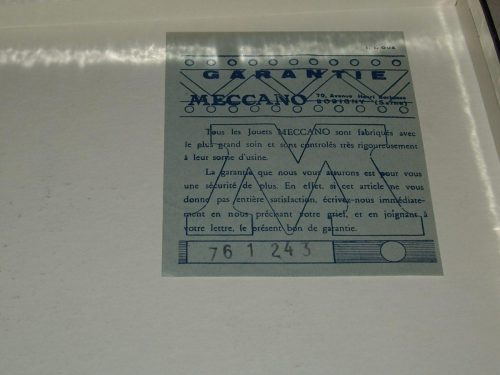 GARANTIE
MECCANO 70, Avenue Henri Barbusse
BOBIGNY (Seine)
Tous les Jouets MECCANO sont fabriqués avec
le plus grand soin et sont contrôlés très rigoureusement
à leur sortie d'usine.
La garantie que nous vous assurons est pour vous
une sécurité de plus. En effet, si cet article ne vous
donne pas entière satisfaction, écrivez-nous immédiate-
ment en nous précisant votre grief, et en joignant à
votre lettre, le présent bon de garantie.
761243